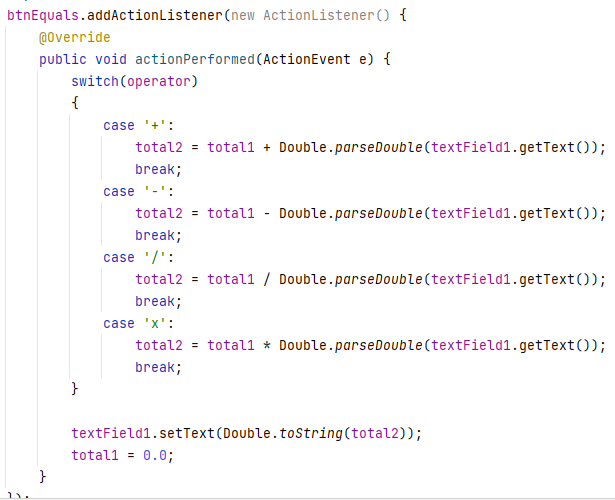 btnEquals.addActionListener(new ActionListener() {
    @Override
    public void actionPerformed(ActionEvent e) {
        switch(operator)
        {
            case '+':
                total2 = total1 + Double.parseDouble(textField1.getText());
                break;
            case '-':
                total2 = total1 - Double.parseDouble(textField1.getText());
                break;
            case '/':
                total2 = total1 / Double.parseDouble(textField1.getText());
                break;
            case 'x':
                total2 = total1 * Double.parseDouble(textField1.getText());
                break;
        }
        textField1.setText(Double.toString(total2));
        total1 = 0.0;
    }
});